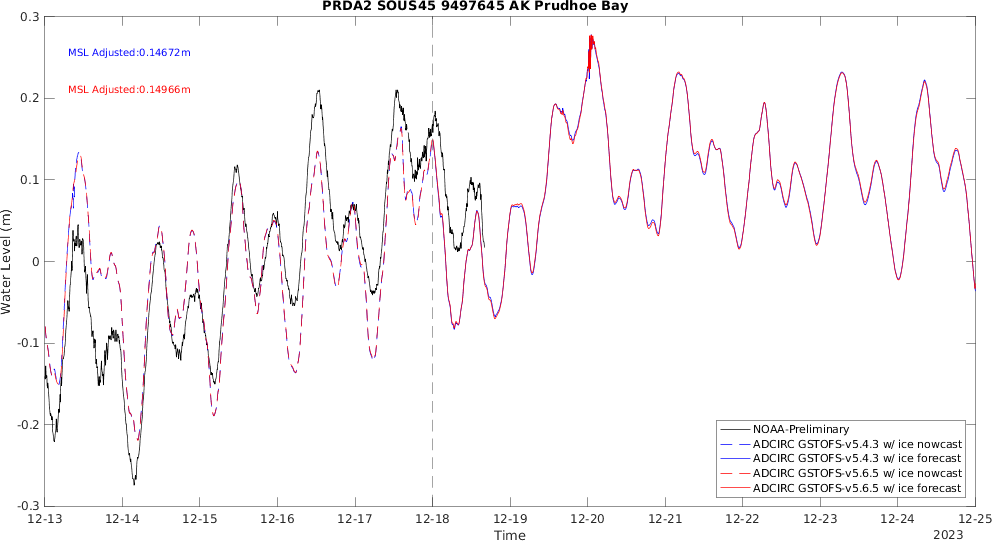 PRDA2 SOUS45 9497645 AK Prudhoe Bay
MSL Adjusted:0.14672m
MSL Adjusted:0.14966m
Water Level (m)
0.3
0.2
0.1
0
-0.1
-0.2
-0.3
NOAA-Preliminary
ADCIRC GSTOFS-v5.4.3 w/ ice nowcast
ADCIRC GSTOFS-v5.4.3 w/ ice forecast
ADCIRC GSTOFS-v5.6.5 w/ ice nowcast
ADCIRC GSTOFS-v5.6.5 w/ ice forecast
12-13 12-14 12-15 12-16 12-17 12-18 12-19 12-20 12-21 12-22 12-23 12-24 12-25
Time
2023